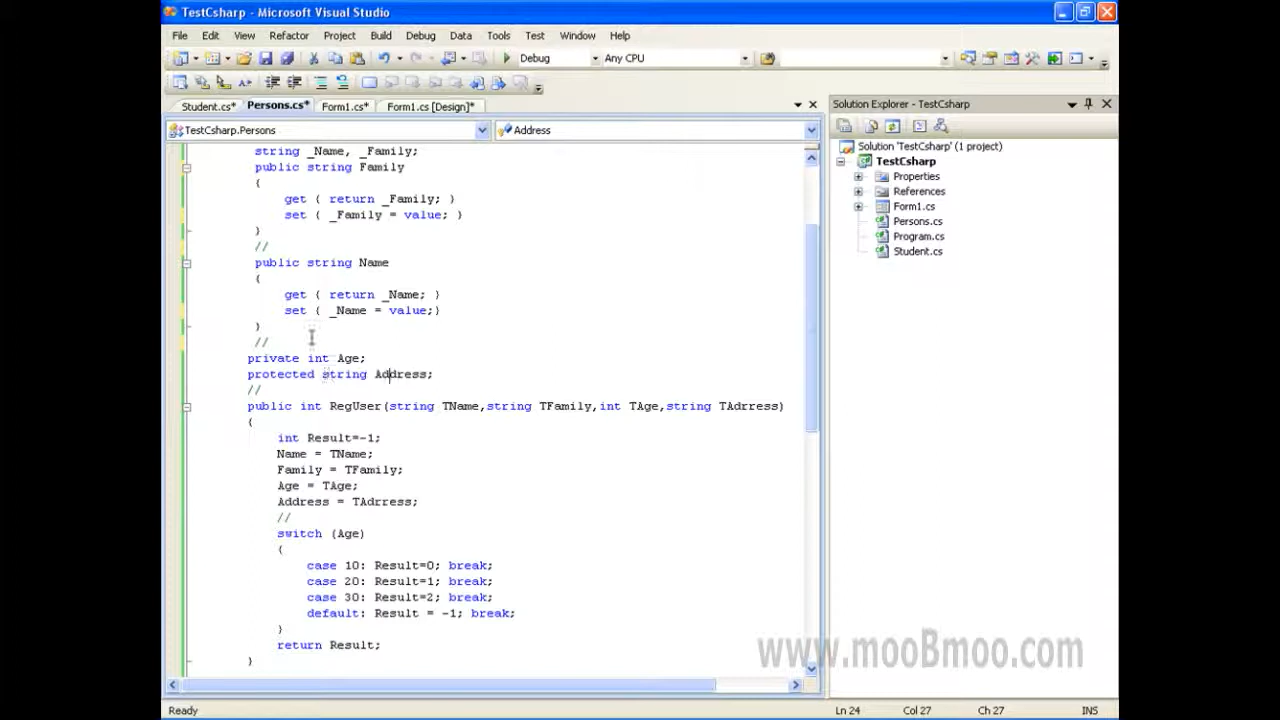 TestCsharp - Microsoft Visual Studio
File Edit View Refactor Project Build Debug Data Tools Test Window Help
Debug Any CPU
Student.cs* Persons.cs* Form1.cs* Form1.cs [Design]*
Solution Explorer - TestCsharp
TestCsharp.Persons Address
Solution 'TestCsharp' (1 project)
TestCsharp
Properties
References
Form1.cs
Persons.cs
Program.cs
Student.cs
string _Name, _Family;
public string Family
{
get { return _Family; }
set { _Family = value; }
}
//
public string Name
{
get { return _Name; }
set { _Name = value;}
}
//
private int Age;
protected string Address;
//
public int RegUser(string TName,string TFamily,int TAge,string TAdrress)
{
int Result=-1;
Name = TName;
Family = TFamily;
Age = TAge;
Address = TAdrress;
//
switch (Age)
{
case 10: Result=0; break;
case 20: Result=1; break;
case 30: Result=2; break;
default: Result = -1; break;
}
return Result;
}
www.mooBmoo.com
Ready Ln 24 Col 27 Ch 27 INS